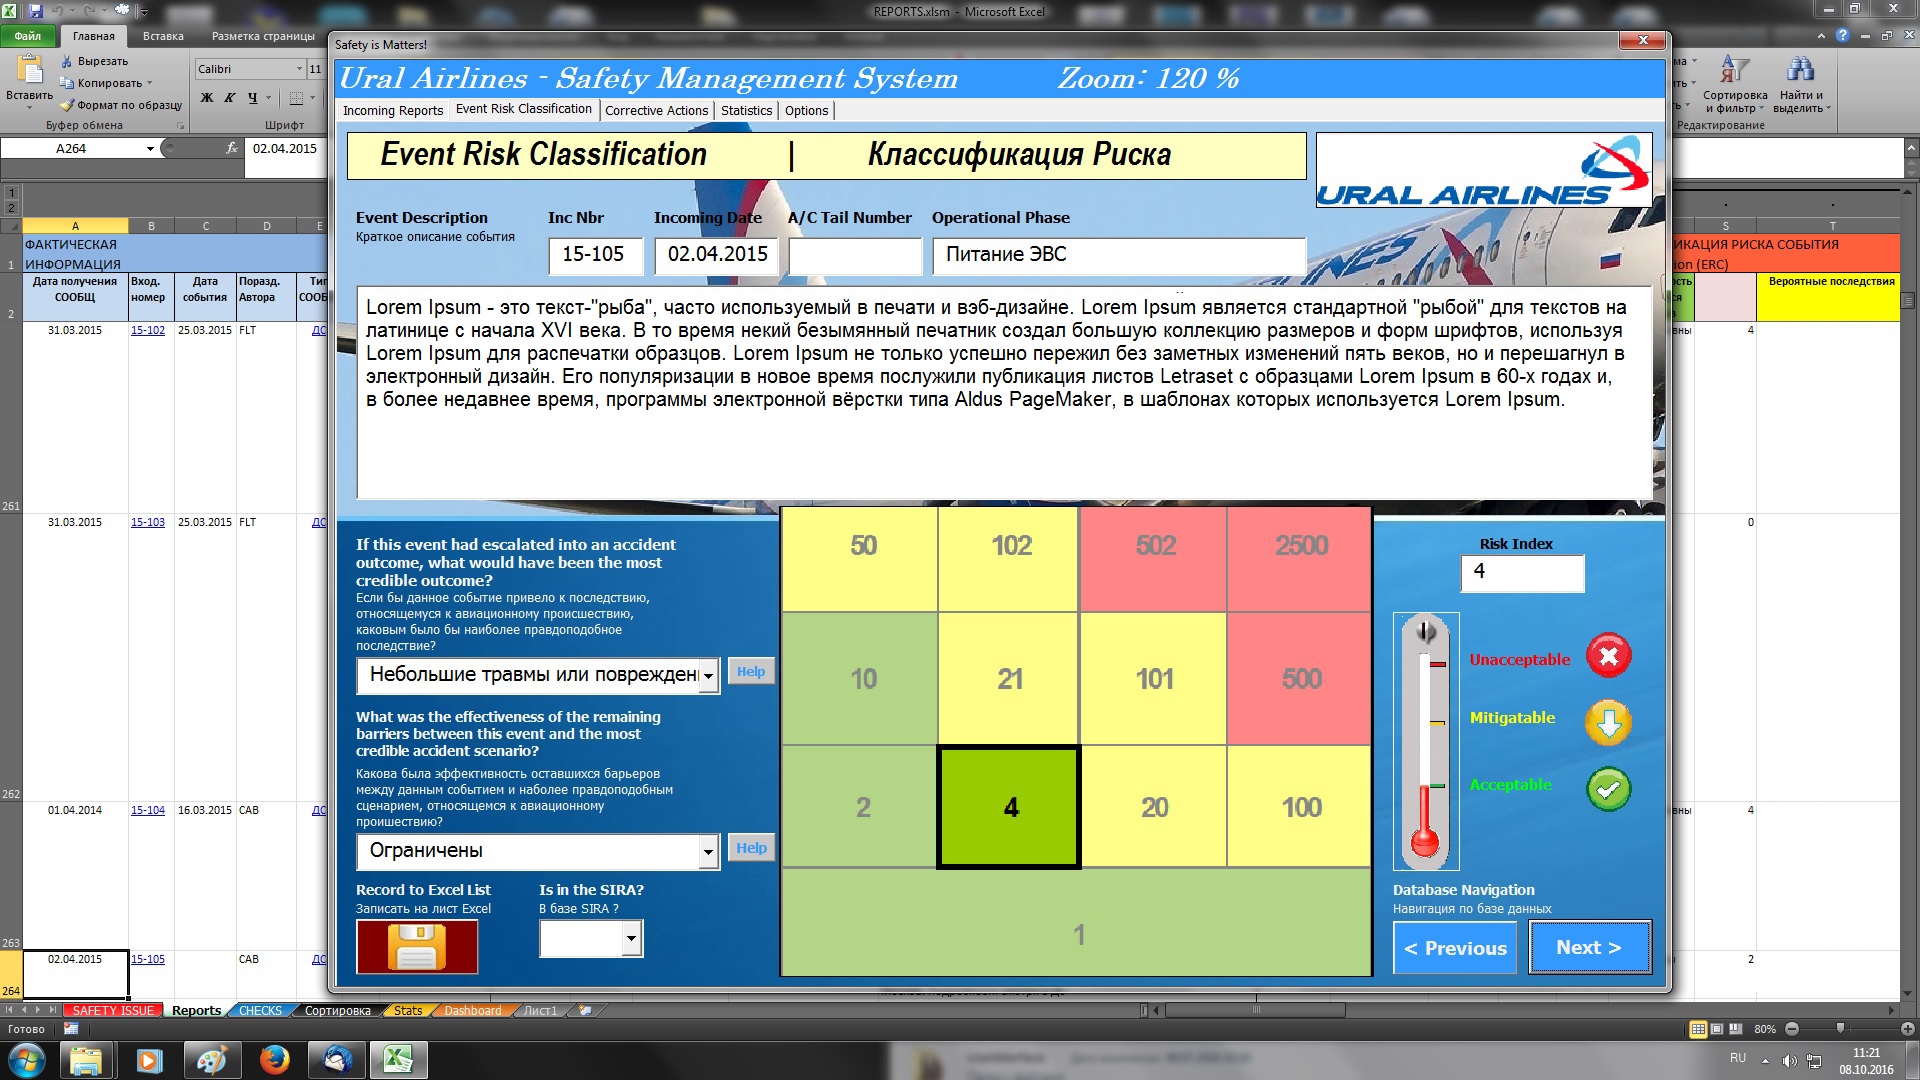 REPORTS.xlsm - Microsoft Excel
Файл
Главная
Вставка
Разметка страницы
Вставить
Вырезать
Копировать
Формат по образцу
Буфер обмена
Calibri
11
Ж К Ч
Шрифт
Сортировка
и фильтр
Найти и
выделить
Редактирование
A264
fx
02.04.2015
Safety is Matters!
Ural Airlines - Safety Management System
Zoom: 120 %
Incoming Reports
Event Risk Classification
Corrective Actions
Statistics
Options
Event Risk Classification | Классификация Риска
URAL AIRLINES
Event Description
Краткое описание события
Inc Nbr
Incoming Date
A/C Tail Number
Operational Phase
15-105
02.04.2015
Питание ЭВС
Lorem Ipsum - это текст-"рыба", часто используемый в печати и вэб-дизайне. Lorem Ipsum является стандартной "рыбой" для текстов на
латинице с начала XVI века. В то время некий безымянный печатник создал большую коллекцию размеров и форм шрифтов, используя
Lorem Ipsum для распечатки образцов. Lorem Ipsum не только успешно пережил без заметных изменений пять веков, но и перешагнул в
электронный дизайн. Его популяризации в новое время послужили публикация листов Letraset с образцами Lorem Ipsum в 60-х годах и,
в более недавнее время, программы электронной вёрстки типа Aldus PageMaker, в шаблонах которых используется Lorem Ipsum.
If this event had escalated into an accident
outcome, what would have been the most
credible outcome?
Если бы данное событие привело к последствию,
относящемуся к авиационному происшествию,
каковым было бы наиболее правдоподобное
последствие?
Небольшие травмы или поврежден
Help
What was the effectiveness of the remaining
barriers between this event and the most
credible accident scenario?
Какова была эффективность оставшихся барьеров
между данным событием и наболее правдоподобным
сценарием, относящемся к авиационному
проишествию?
Ограничены
Help
Record to Excel List
Записать на лист Excel
Is in the SIRA?
В базе SIRA ?
50 102 502 2500
10 21 101 500
2 4 20 100
1
Risk Index
4
Unacceptable
Mitigatable
Acceptable
Database Navigation
Навигация по базе данных
< Previous
Next >
1
2
A B C D E S T
1
ФАКТИЧЕСКАЯ
ИНФОРМАЦИЯ
ИКАЦИЯ РИСКА СОБЫТИЯ
ion (ERC)
2
Дата получения
СООБЩ
Вход.
номер
Дата
события
Поразд.
Автора
Тип
СООБ
Вероятные последствия
261 31.03.2015 15-102 25.03.2015 FLT ДО вны 4
262 31.03.2015 15-103 25.03.2015 FLT ДО 0
263 01.04.2014 15-104 16.03.2015 CAB ДО вны 4
264 02.04.2015 15-105 CAB ДО 2
SAFETY ISSUE
Reports
CHECKS
Сортировка
Stats
Dashboard
Лист1
Готово
80%
RU
11:21
08.10.2016